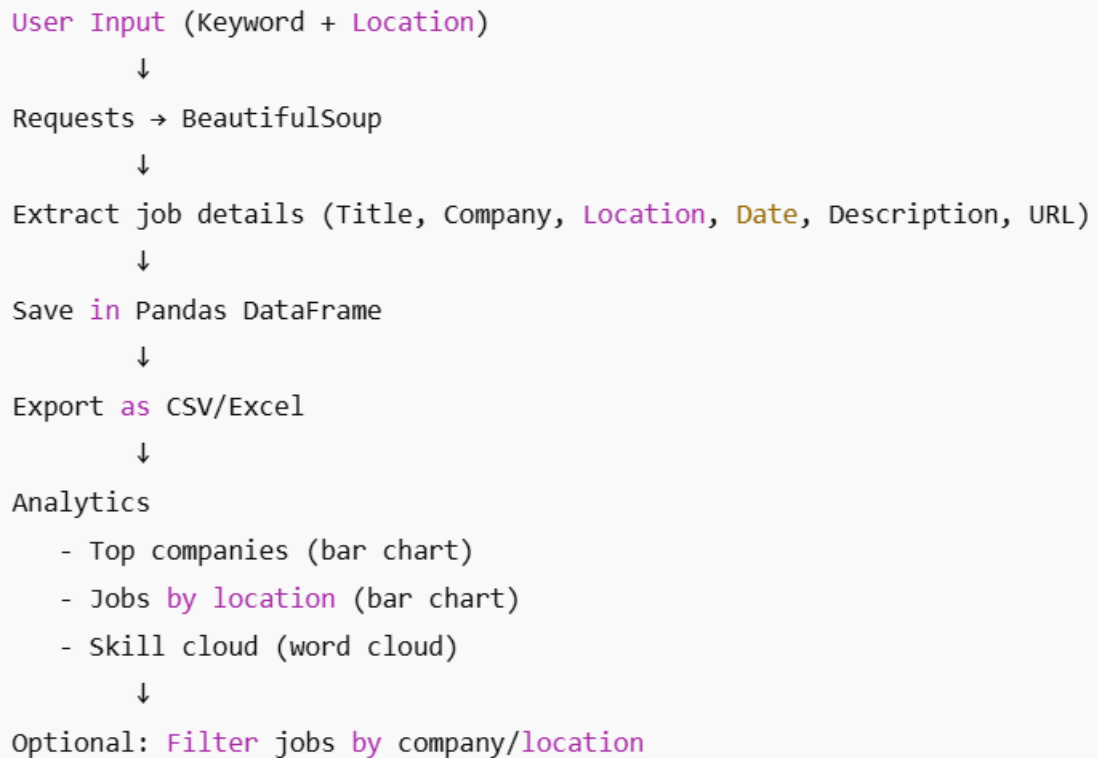 User Input (Keyword + Location)
↓
Requests → BeautifulSoup
↓
Extract job details (Title, Company, Location, Date, Description, URL)
↓
Save in Pandas DataFrame
↓
Export as CSV/Excel
↓
Analytics
- Top companies (bar chart)
- Jobs by location (bar chart)
- Skill cloud (word cloud)
↓
Optional: Filter jobs by company/location